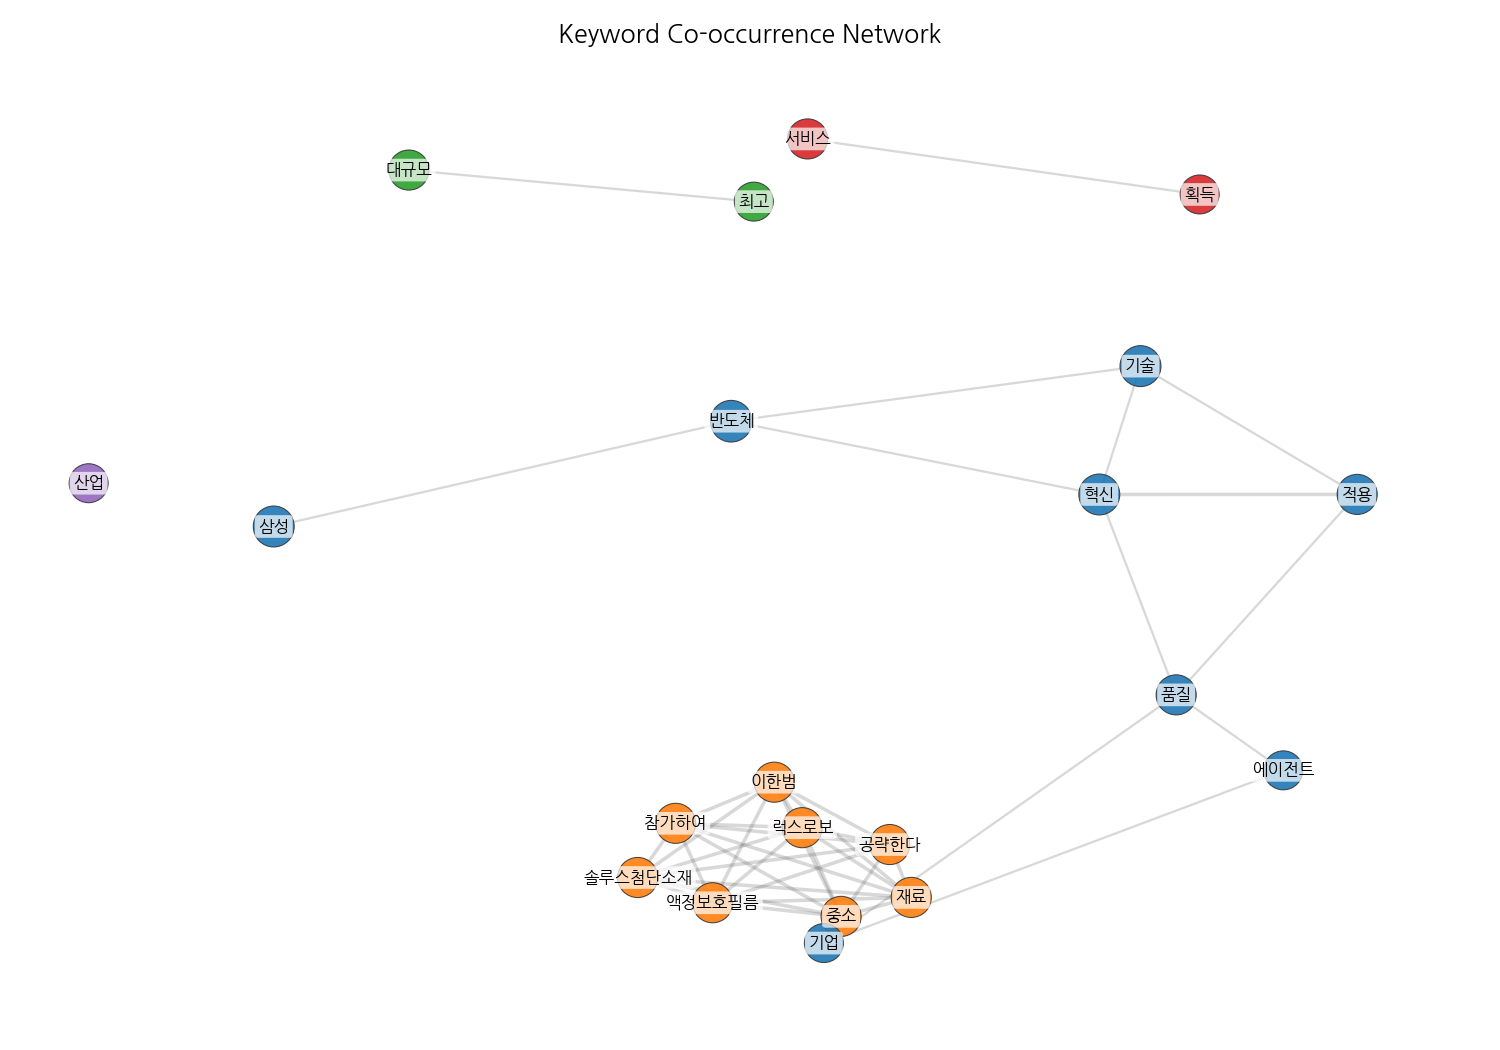 Keyword Co-occurrence Network
서비스
대규모
최고
획득
기술
반도체
산업
혁신
적용
삼성
품질
에이전트
이한범
참가하여
럭스로보
공략한다
솔루스첨단소재
액정보호필름
재료
중소
기업